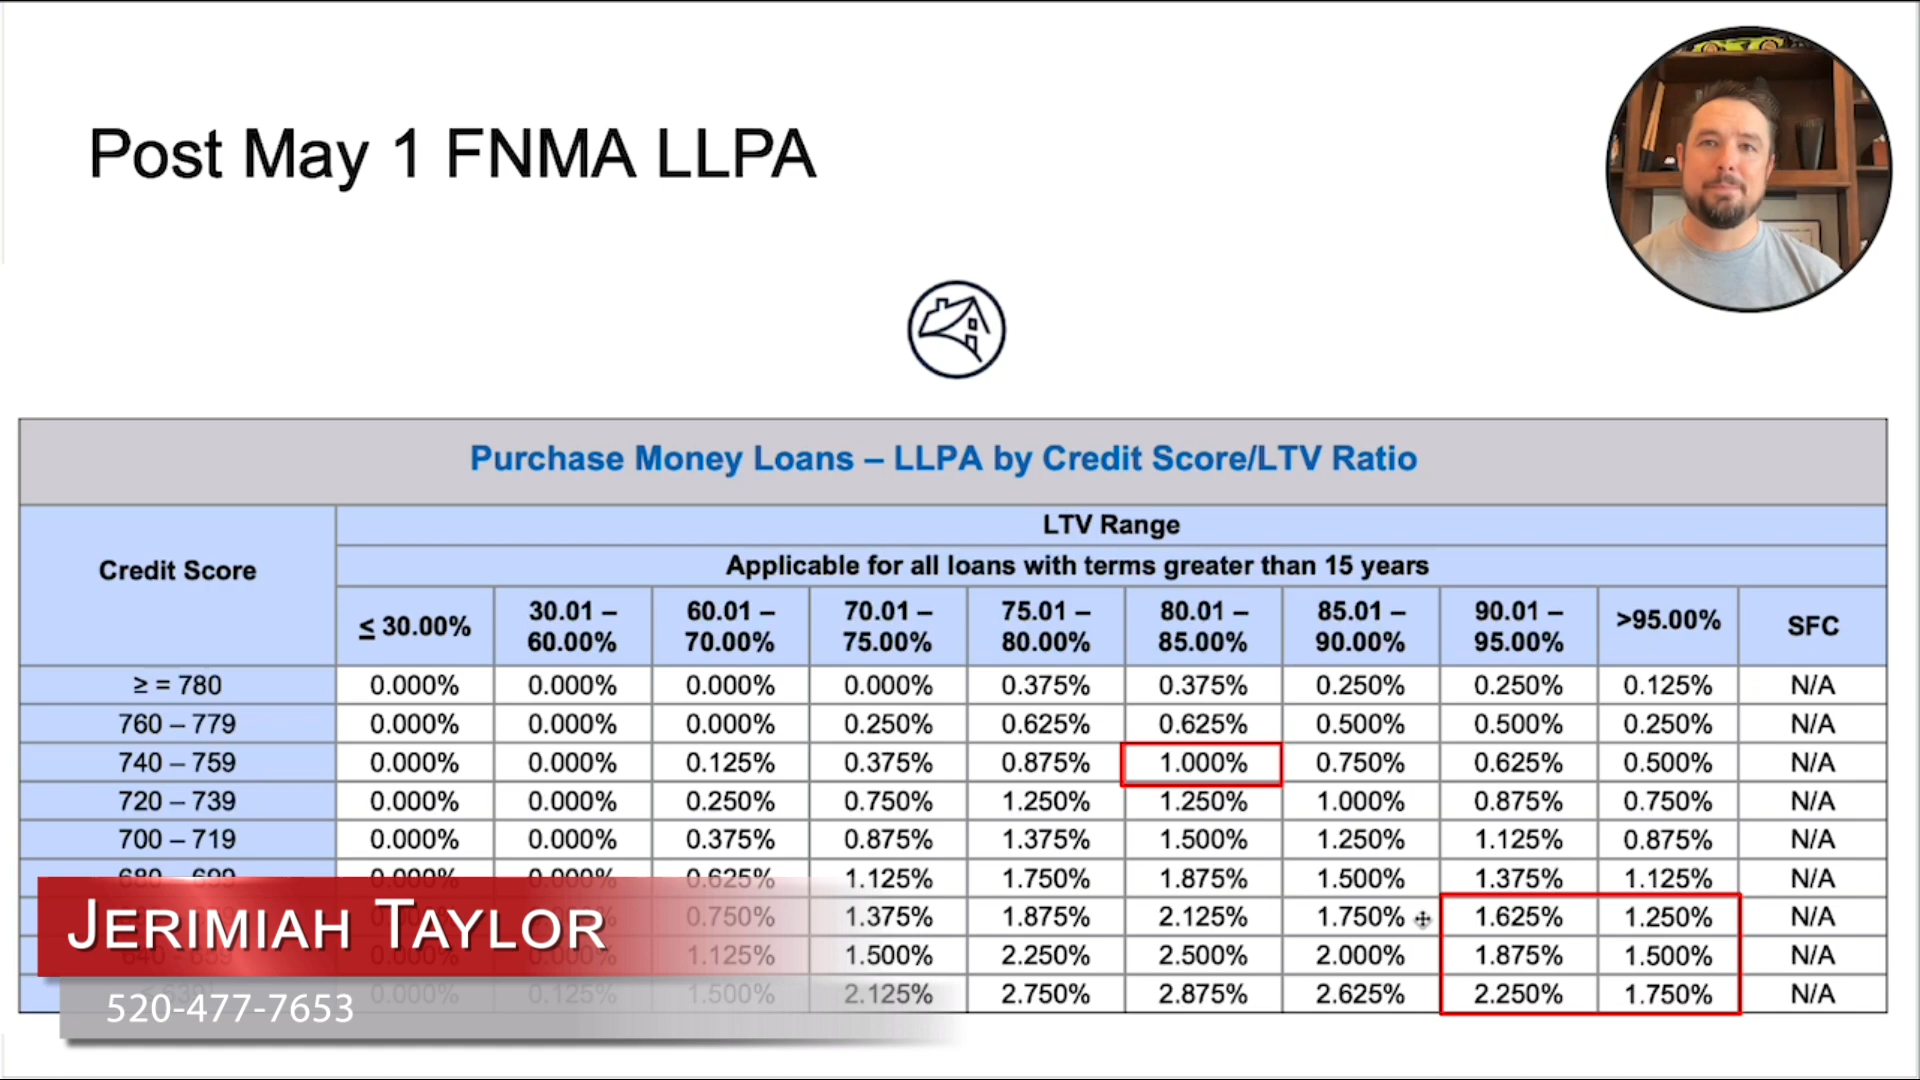 Post May 1 FNMA LLPA
Purchase Money Loans – LLPA by Credit Score/LTV Ratio
Credit Score
LTV Range
Applicable for all loans with terms greater than 15 years
≤ 30.00% 30.01 – 60.00% 60.01 – 70.00% 70.01 – 75.00% 75.01 – 80.00% 80.01 – 85.00% 85.01 – 90.00% 90.01 – 95.00% >95.00% SFC
≥ = 780 0.000% 0.000% 0.000% 0.000% 0.375% 0.375% 0.250% 0.250% 0.125% N/A
760 – 779 0.000% 0.000% 0.000% 0.250% 0.625% 0.625% 0.500% 0.500% 0.250% N/A
740 – 759 0.000% 0.000% 0.125% 0.375% 0.875% 1.000% 0.750% 0.625% 0.500% N/A
720 – 739 0.000% 0.000% 0.250% 0.750% 1.250% 1.250% 1.000% 0.875% 0.750% N/A
700 – 719 0.000% 0.000% 0.375% 0.875% 1.375% 1.500% 1.250% 1.125% 0.875% N/A
680 – 699 0.000% 0.000% 0.625% 1.125% 1.750% 1.875% 1.500% 1.375% 1.125% N/A
0.750% 1.375% 1.875% 2.125% 1.750% 1.625% 1.250% N/A
1.125% 1.500% 2.250% 2.500% 2.000% 1.875% 1.500% N/A
0.000% 0.125% 1.500% 2.125% 2.750% 2.875% 2.625% 2.250% 1.750% N/A
JERIMIAH TAYLOR
520-477-7653